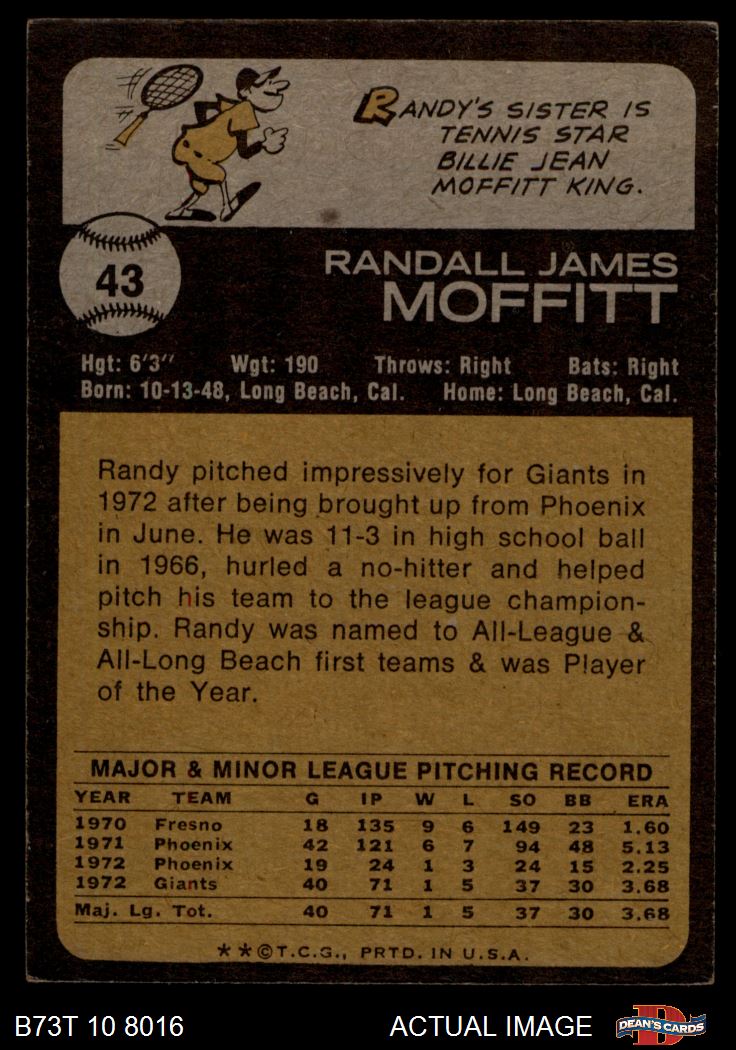 RANDY'S SISTER IS
TENNIS STAR
BILLIE JEAN
MOFFITT KING.
43
RANDALL JAMES
MOFFITT
Hgt: 6'3" Wgt: 190 Throws: Right Bats: Right
Born: 10-13-48, Long Beach, Cal. Home: Long Beach, Cal.
Randy pitched impressively for Giants in
1972 after being brought up from Phoenix
in June. He was 11-3 in high school ball
in 1966, hurled a no-hitter and helped
pitch his team to the league champion-
ship. Randy was named to All-League &
All-Long Beach first teams & was Player
of the Year.
MAJOR & MINOR LEAGUE PITCHING RECORD
YEAR TEAM G IP W L SO BB ERA
1970 Fresno 18 135 9 6 149 23 1.60
1971 Phoenix 42 121 6 7 94 48 5.13
1972 Phoenix 19 24 1 3 24 15 2.25
1972 Giants 40 71 1 5 37 30 3.68
Maj. Lg. Tot. 40 71 1 5 37 30 3.68
**©T.C.G., PRTD. IN U.S.A.
B73T 10 8016 ACTUAL IMAGE
D
DEAN'S CARDS